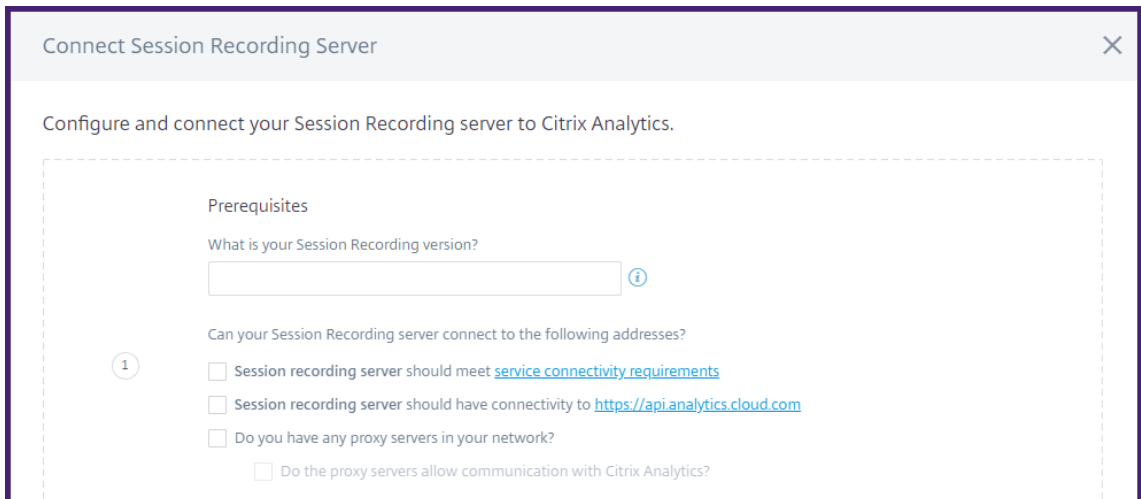 Connect Session Recording Server
Configure and connect your Session Recording server to Citrix Analytics.
Prerequisites
What is your Session Recording version?
Can your Session Recording server connect to the following addresses?
1
Session recording server should meet service connectivity requirements
Session recording server should have connectivity to https://api.analytics.cloud.com
Do you have any proxy servers in your network?
Do the proxy servers allow communication with Citrix Analytics?